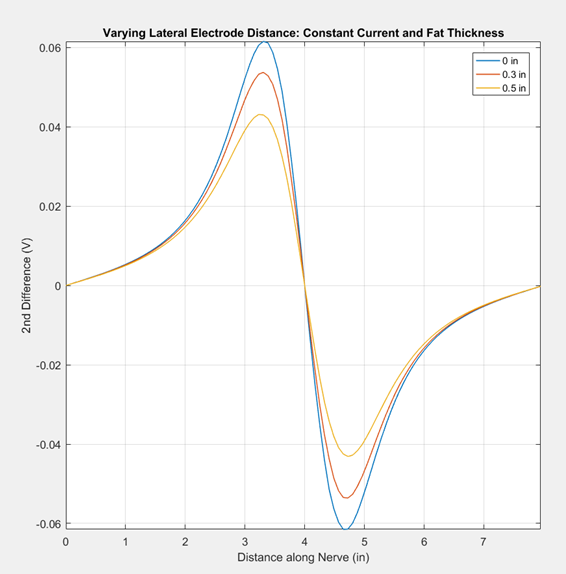 Varying Lateral Electrode Distance: Constant Current and Fat Thickness
0 in
0.3 in
0.5 in
0.06
0.04
0.02
0
-0.02
-0.04
-0.06
2nd Difference (V)
0 1 2 3 4 5 6 7
Distance along Nerve (in)